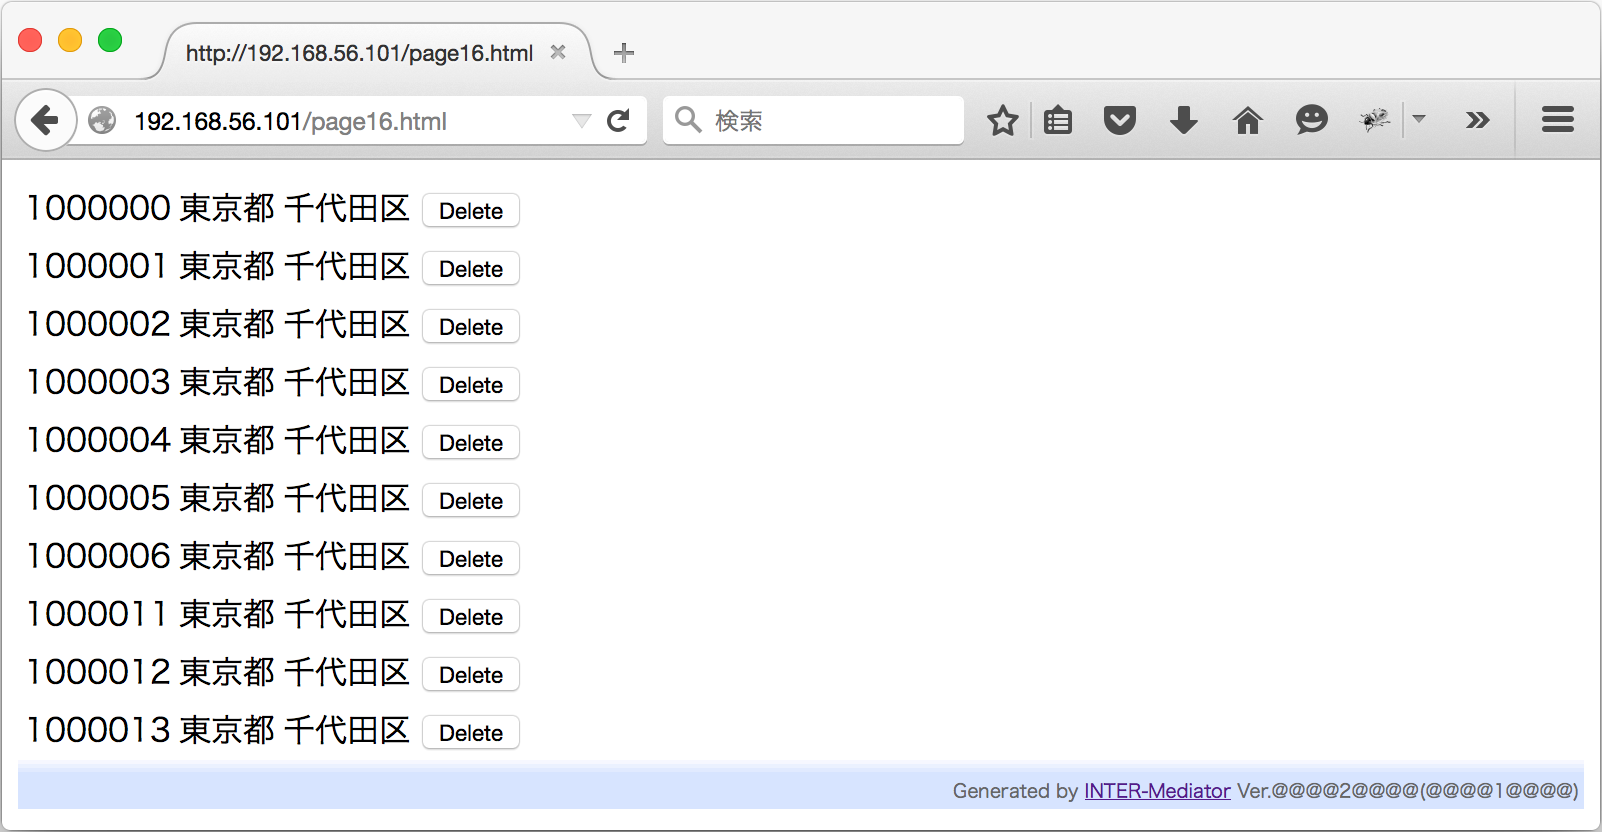 http://192.168.56.101/page16.html
192.168.56.101/page16.html
検索
1000000 東京都 千代田区 Delete
1000001 東京都 千代田区 Delete
1000002 東京都 千代田区 Delete
1000003 東京都 千代田区 Delete
1000004 東京都 千代田区 Delete
1000005 東京都 千代田区 Delete
1000006 東京都 千代田区 Delete
1000011 東京都 千代田区 Delete
1000012 東京都 千代田区 Delete
1000013 東京都 千代田区 Delete
Generated by INTER-Mediator Ver.@@@@2@@@@(@@@@1@@@@)